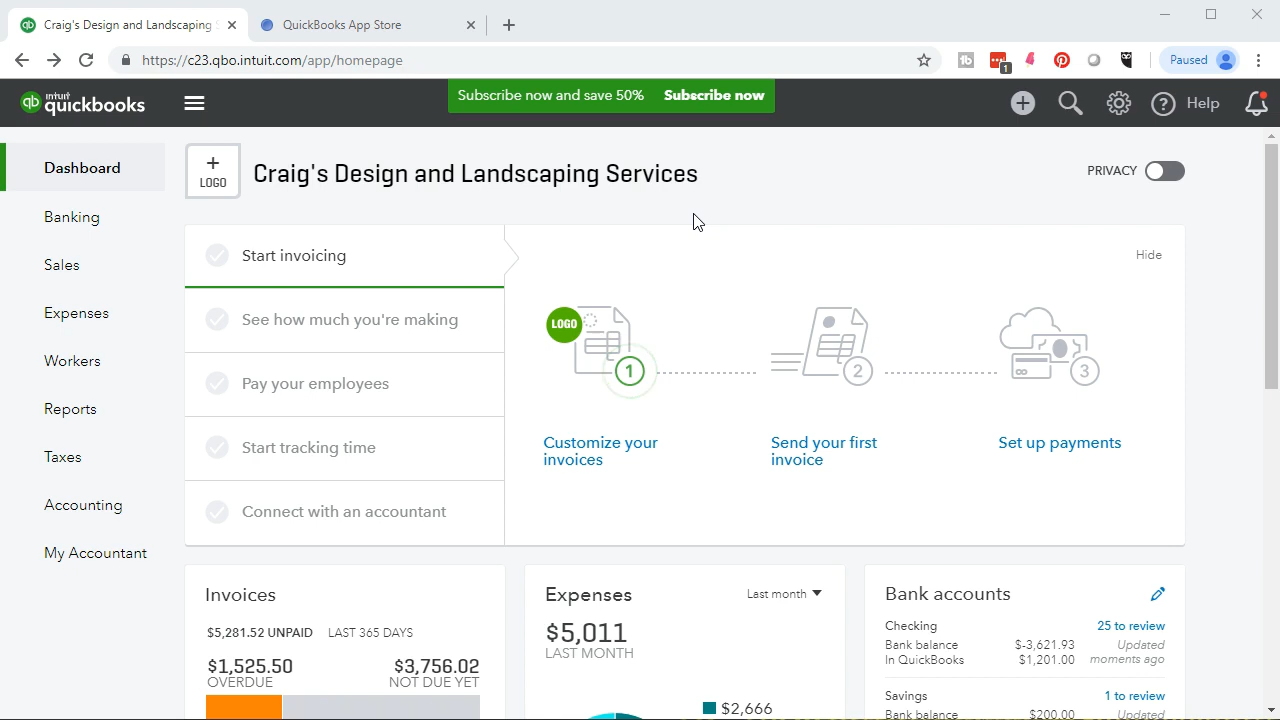 Craig's Design and Landscaping S
QuickBooks App Store
https://c23.qbo.intuit.com/app/homepage
1
Paused
intuit
quickbooks
Subscribe now and save 50% Subscribe now
Help
Dashboard
Banking
Sales
Expenses
Workers
Reports
Taxes
Accounting
My Accountant
+
LOGO
Craig's Design and Landscaping Services
PRIVACY
Start invoicing
See how much you're making
Pay your employees
Start tracking time
Connect with an accountant
Hide
LOGO
1
2
3
Customize your
invoices
Send your first
invoice
Set up payments
Invoices
$5,281.52 UNPAID LAST 365 DAYS
$1,525.50
OVERDUE
$3,756.02
NOT DUE YET
Expenses
Last month
$5,011
LAST MONTH
$2,666
Bank accounts
Checking 25 to review
Bank balance $-3,621.93 Updated
In QuickBooks $1,201.00 moments ago
Savings 1 to review
Bank balance $200.00 Updated